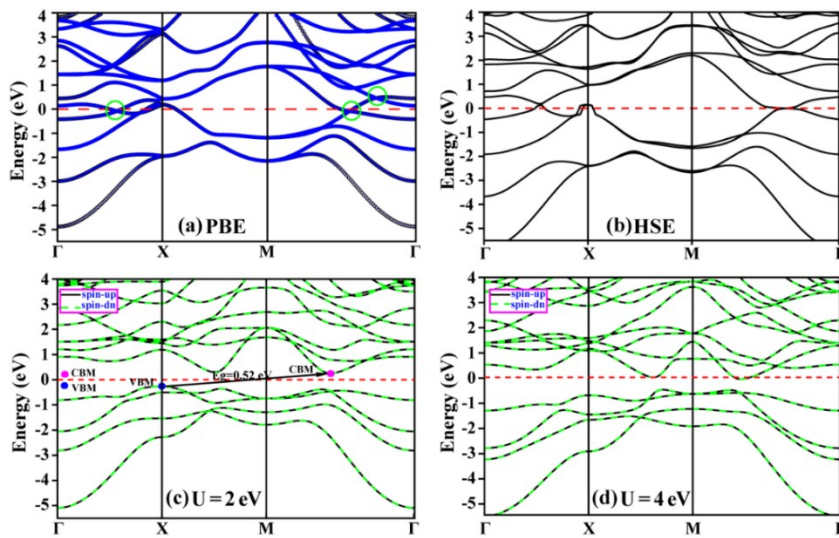 4
3
2
1
0
-1
-2
-3
-4
-5
Energy (eV)
(a) PBE
Γ X M Γ
4
3
2
1
0
-1
-2
-3
-4
-5
Energy (eV)
(b) HSE
Γ X M
4
3
2
1
0
-1
-2
-3
-4
-5
Energy (eV)
spin-up
spin-dn
CBM
VBM
VBM
Eg=0.52 eV
CBM
(c) U = 2 eV
Γ X M Γ
4
3
2
1
0
-1
-2
-3
-4
-5
Energy (eV)
spin-up
spin-dn
(d) U = 4 eV
Γ X M